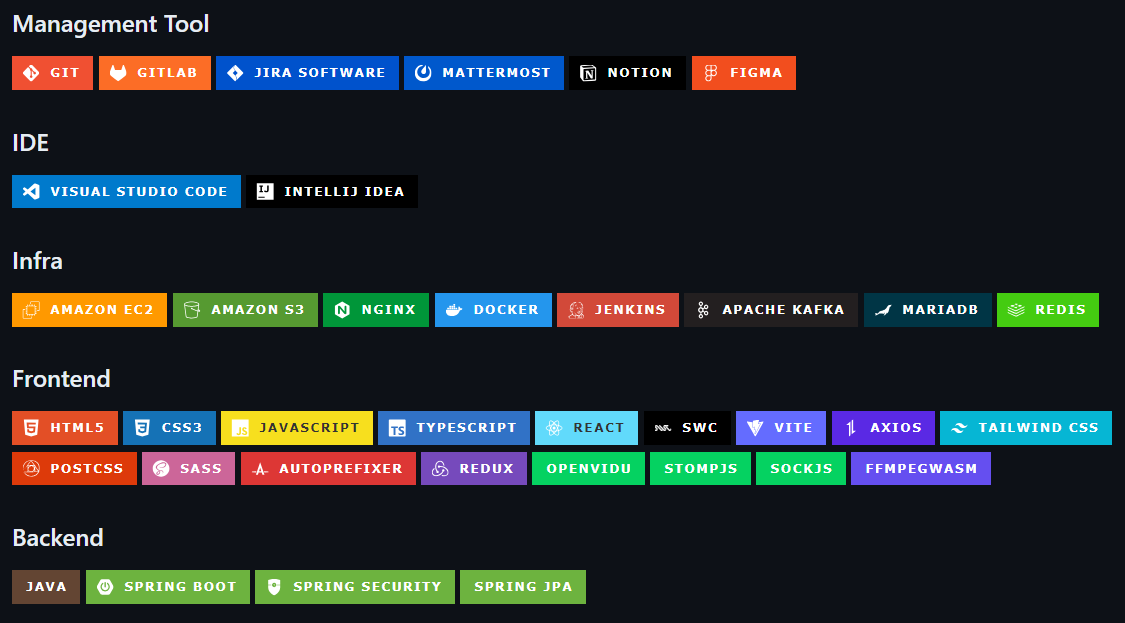 Management Tool
GIT GITLAB JIRA SOFTWARE MATTERMOST NOTION FIGMA
IDE
VISUAL STUDIO CODE INTELLIJ IDEA
Infra
AMAZON EC2 AMAZON S3 NGINX DOCKER JENKINS APACHE KAFKA MARIADB REDIS
Frontend
HTML5 CSS3 JAVASCRIPT TYPESCRIPT REACT SWC VITE AXIOS TAILWIND CSS
POSTCSS SASS AUTOPREFIXER REDUX OPENVIDU STOMPJS SOCKJS FFMPEGWASM
Backend
JAVA SPRING BOOT SPRING SECURITY SPRING JPA